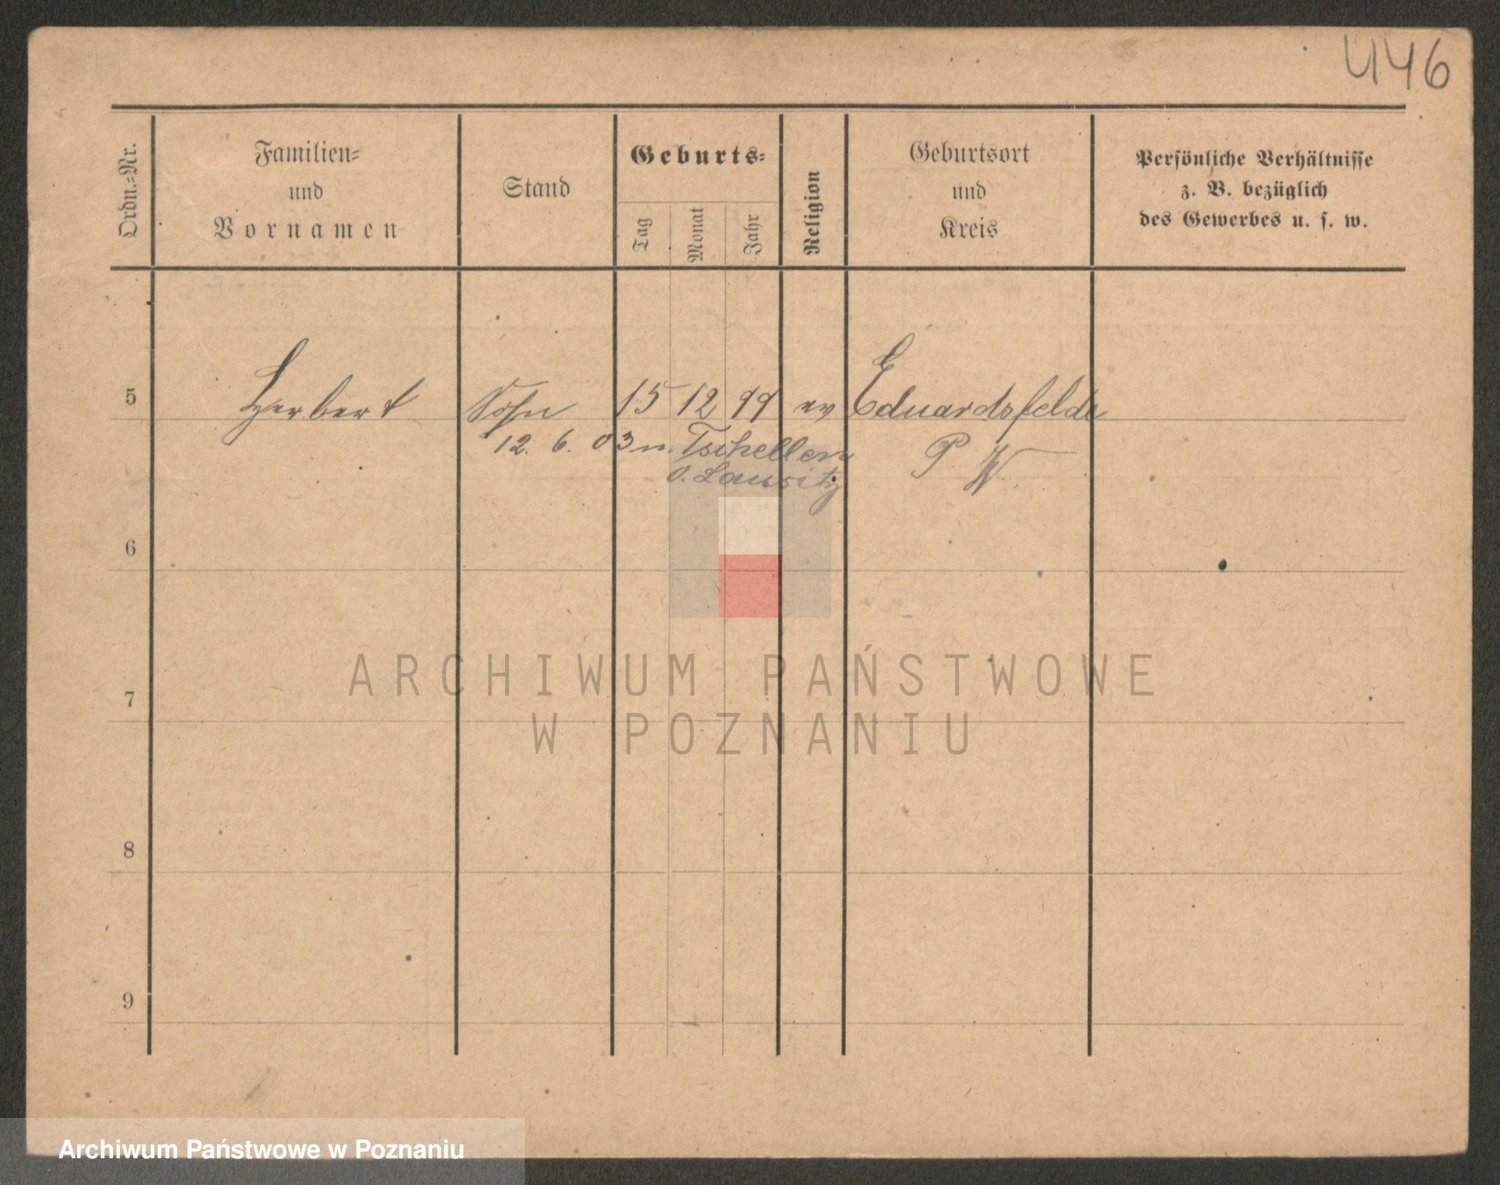 446
Ordn.-Nr.
Familien-
und
Vornamen
Stand
Geburts-
Tag
Monat
Jahr
Religion
Geburtsort
und
Kreis
Persönliche Verhältnisse
z. B. bezüglich
des Gewerbes u. s. w.
5 Herbert Sohn 15 12 99 ev Eduardsfelde
12. 6. 03 n. Tschelln
P W.
O. Lausitz
6
7
8
9
ARCHIWUM PAŃSTWOWE
W POZNANIU
Archiwum Państwowe w Poznaniu